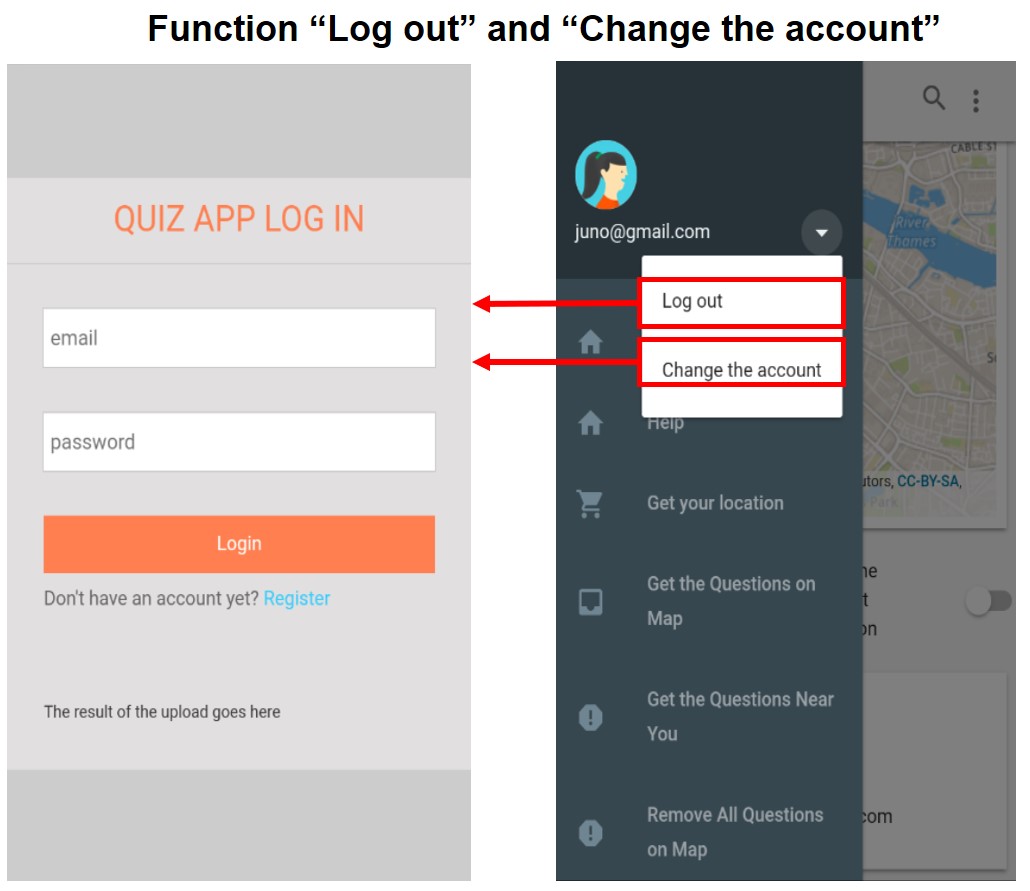 Function “Log out” and “Change the account”
QUIZ APP LOG IN
email
password
Login
Don't have an account yet? Register
The result of the upload goes here
juno@gmail.com
Log out
Change the account
Help
Get your location
Get the Questions on
Map
Get the Questions Near
You
Remove All Questions
on Map
CABLE ST
River
Thames
utors, CC-BY-SA,
Park
ne
t
on
com